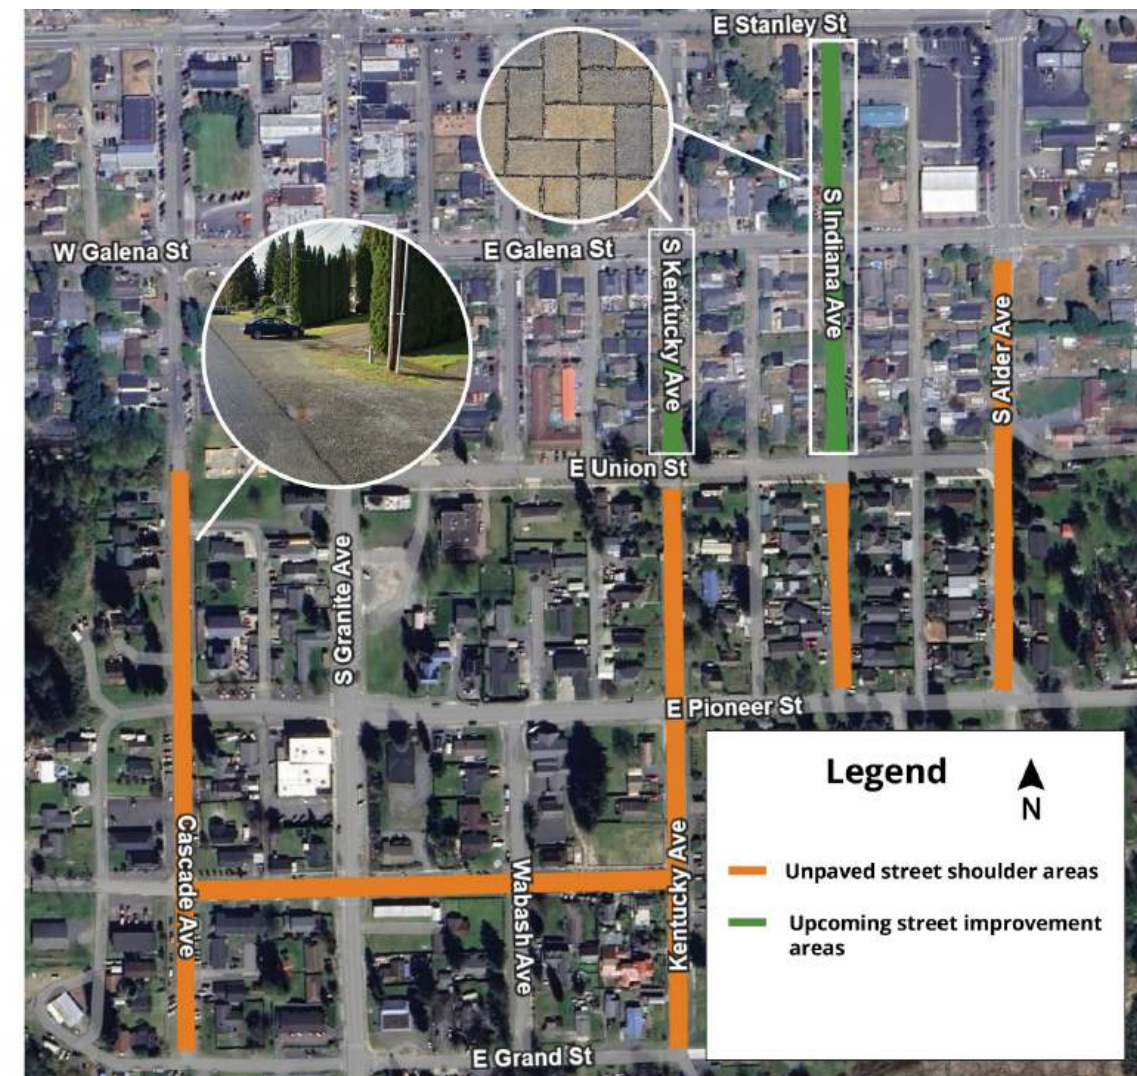 E Stanley St
S Indiana Ave
W Galena St
E Galena St
S Kentucky Ave
S Alder Ave
E Union St
S Granite Ave
E Pioneer St
Cascade Ave
Wabash Ave
Kentucky Ave
E Grand St
Legend
N
Unpaved street shoulder areas
Upcoming street improvement
areas